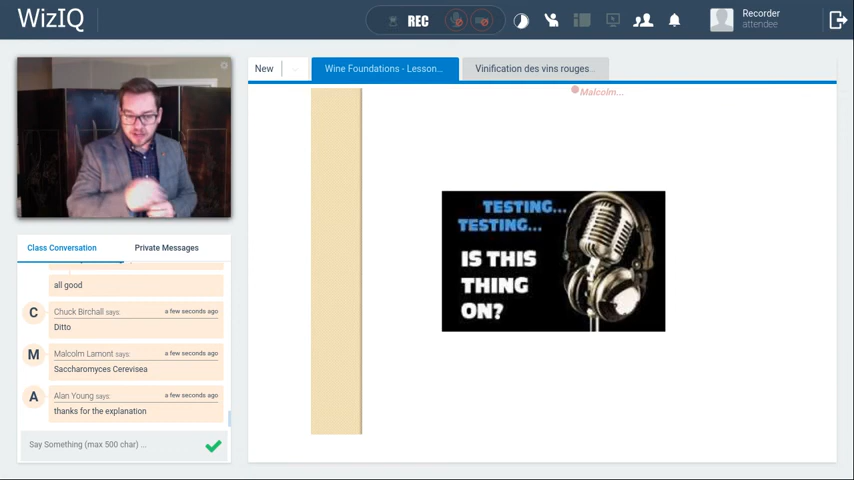 WizIQ
REC
Recorder
attendee
New
Wine Foundations - Lesson...
Vinification des vins rouges...
Malcolm...
TESTING...
TESTING...
IS THIS
THING
ON?
Class Conversation
Private Messages
all good
C
Chuck Birchall says:
a few seconds ago
Ditto
M
Malcolm Lamont says:
a few seconds ago
Saccharomyces Cerevisea
A
Alan Young says:
a few seconds ago
thanks for the explanation
Say Something (max 500 char) ...